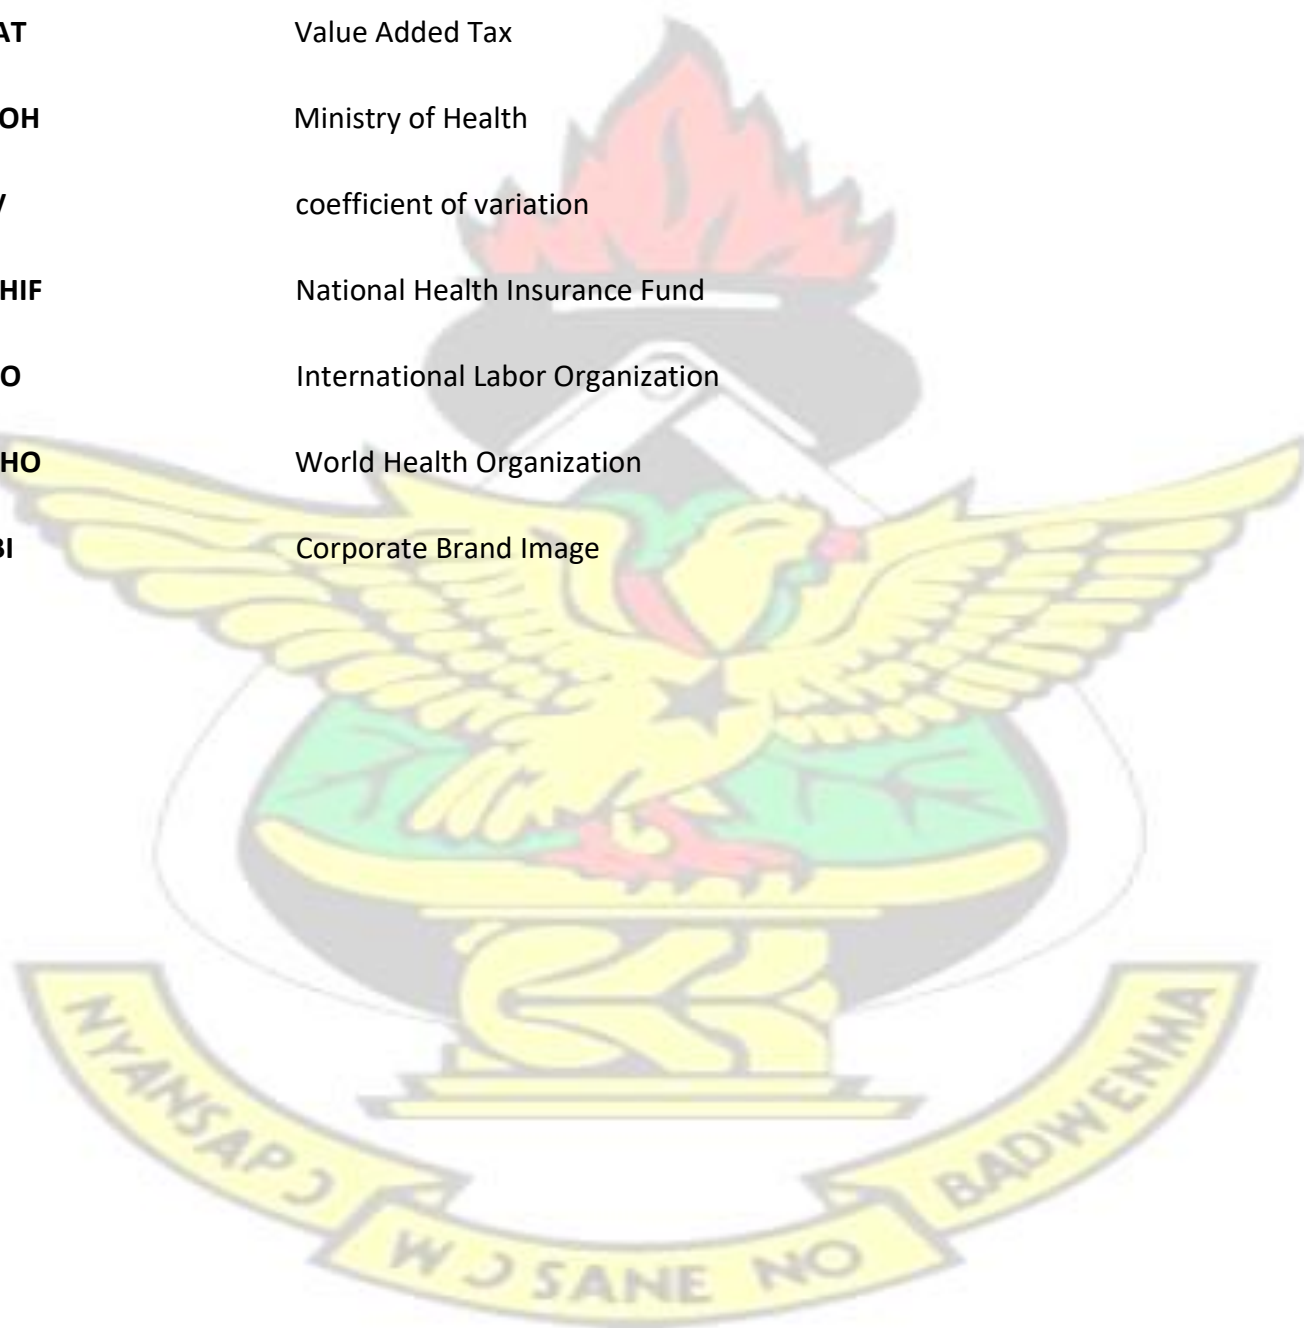 AT Value Added Tax
OH Ministry of Health
V coefficient of variation
HIF National Health Insurance Fund
O International Labor Organization
HO World Health Organization
BI Corporate Brand Image
NYANSAPƆ
WƆSANE NO
BADWENMA